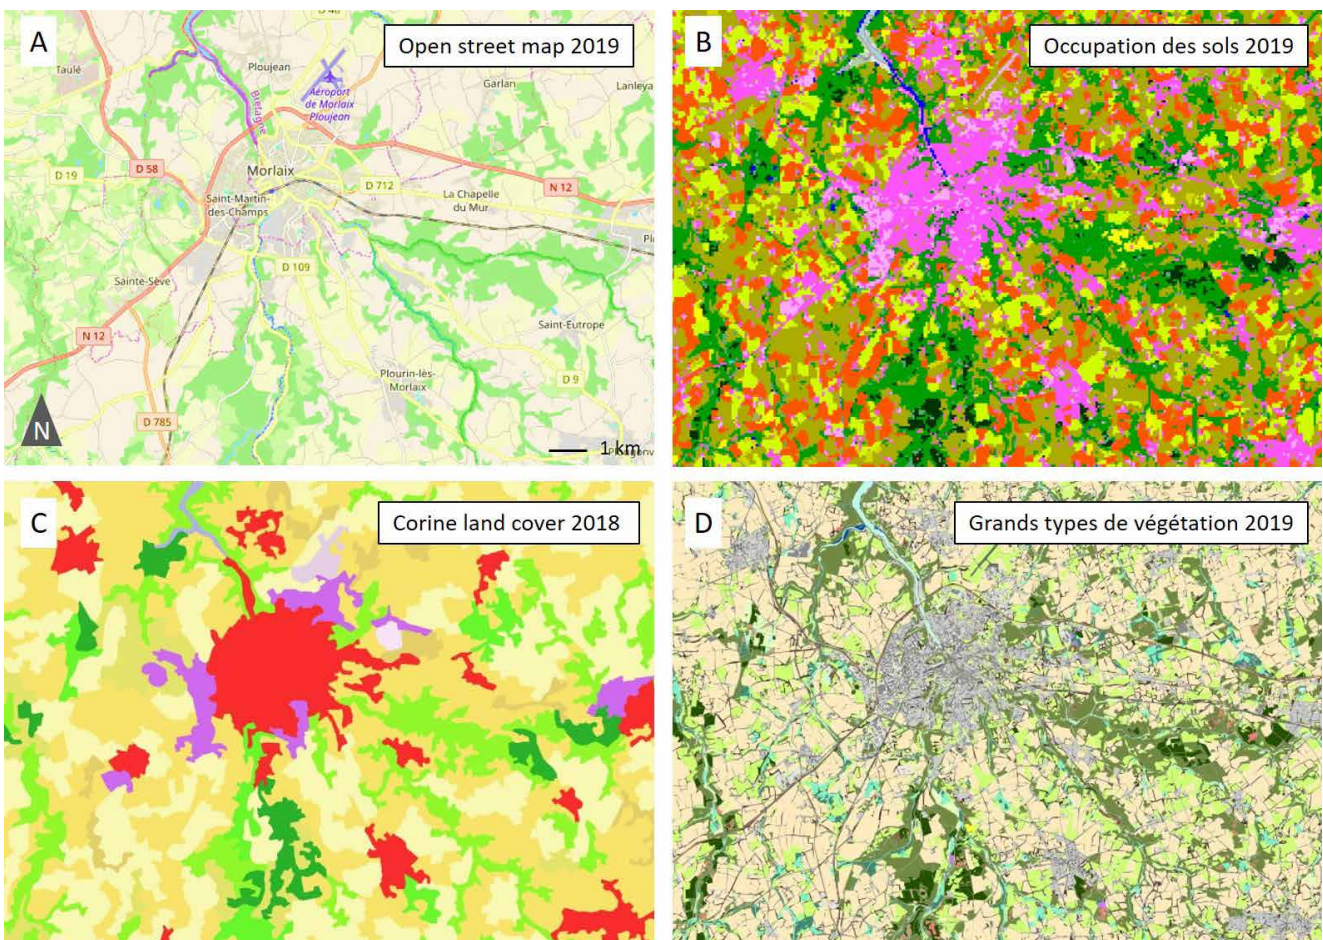 A
Open street map 2019
D 48
Taulé
Ploujean
Aéroport
de Morlaix
Ploujean
Garlan
Lanleya
Bretagne
D 58
D 19
Morlaix
D 712
N 12
Saint-Martin-
des-Champs
La Chapelle
du Mur
D 109
Sainte-Sève
N 12
Saint-Eutrope
Plourin-lès-
Morlaix
D 9
D 785
N
1 km
B
Occupation des sols 2019
C
Corine land cover 2018
D
Grands types de végétation 2019